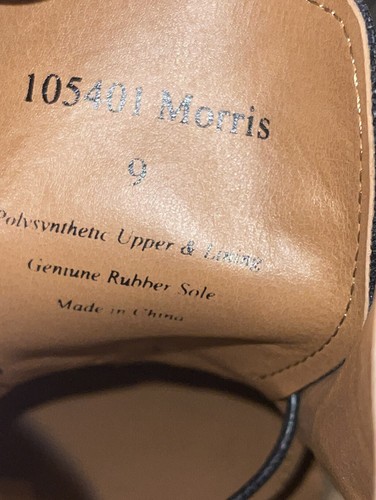 105401 Morris
9
Polysynthetic Upper & Lining
Genuine Rubber Sole
Made in China